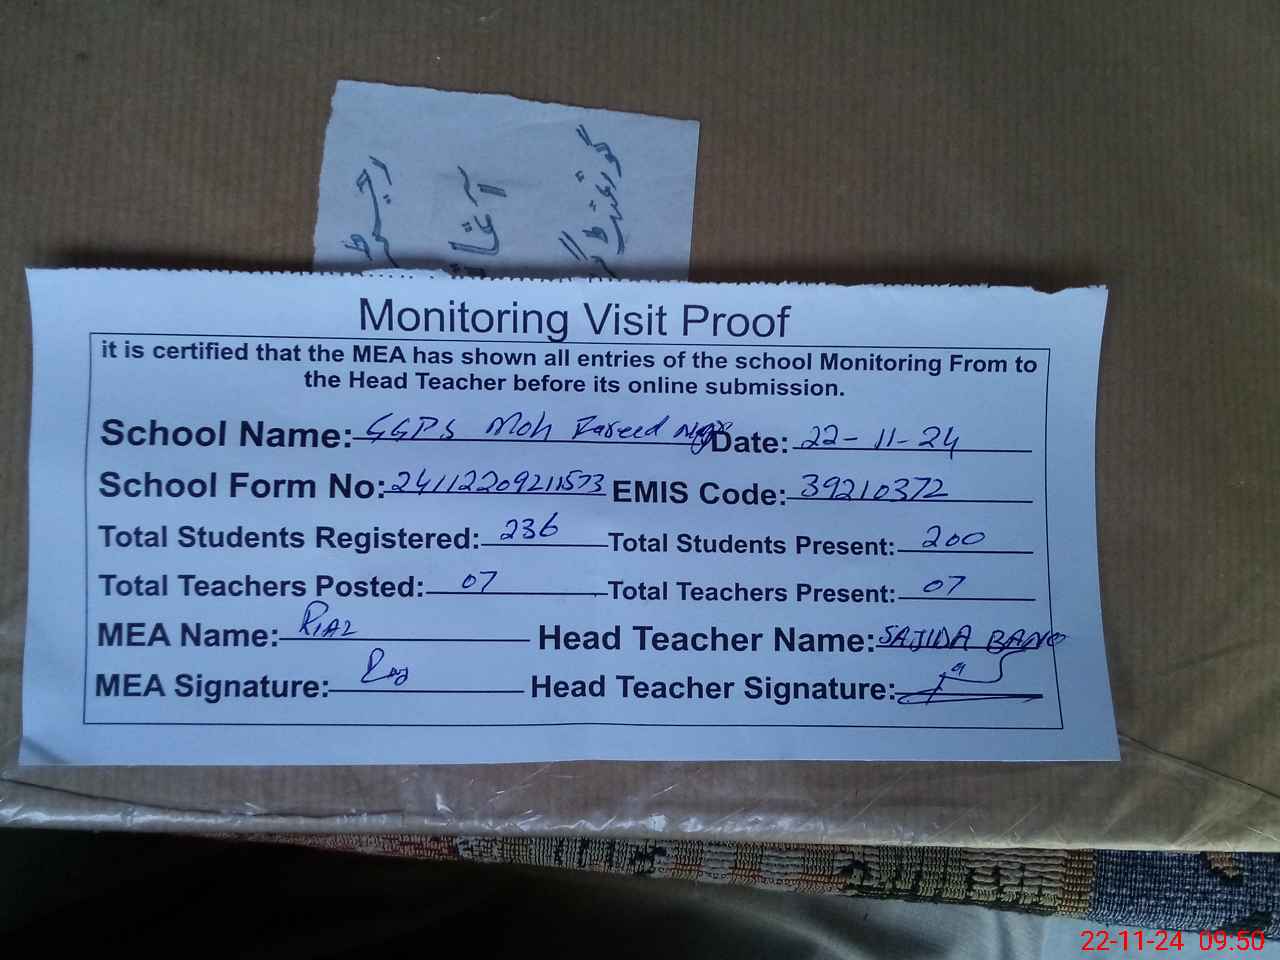 رجسٹر
گورنمنٹ
Monitoring Visit Proof
it is certified that the MEA has shown all entries of the school Monitoring From to
the Head Teacher before its online submission.
School Name: GGPS Moh Fareed Ngr Date: 22-11-24
School Form No: 24112209211573 EMIS Code: 39210372
Total Students Registered: 236 Total Students Present: 200
Total Teachers Posted: 07 Total Teachers Present: 07
MEA Name: RIAZ Head Teacher Name: SAJIDA BANO
MEA Signature: Head Teacher Signature:
22-11-24 09:50